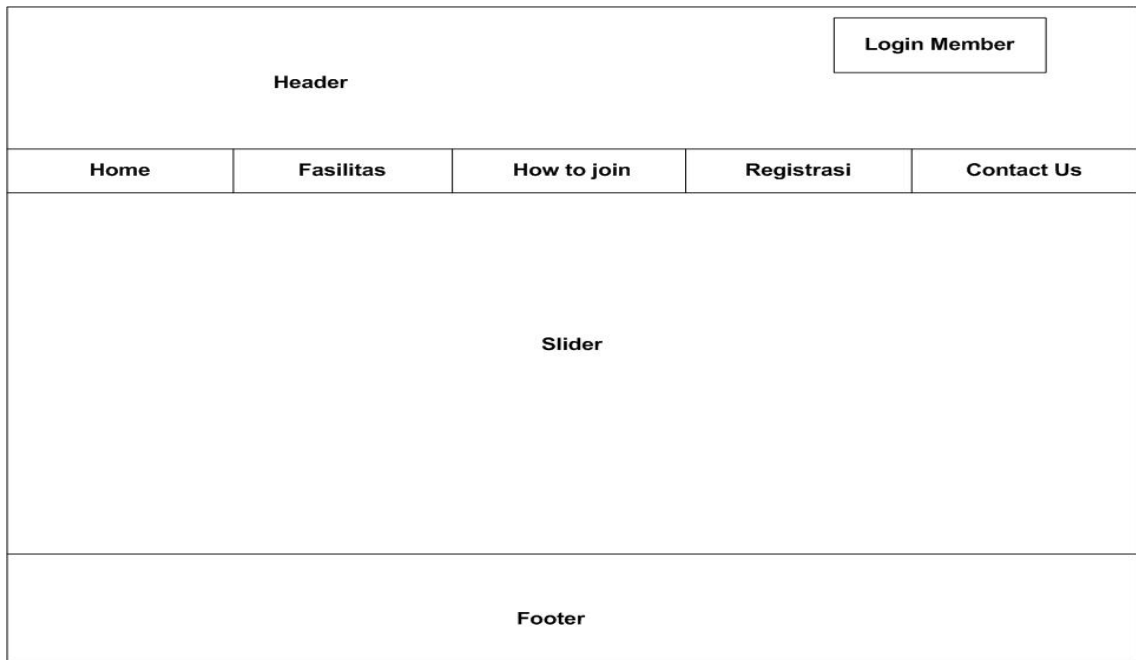 Login Member
Header
Home
Fasilitas
How to join
Registrasi
Contact Us
Slider
Footer